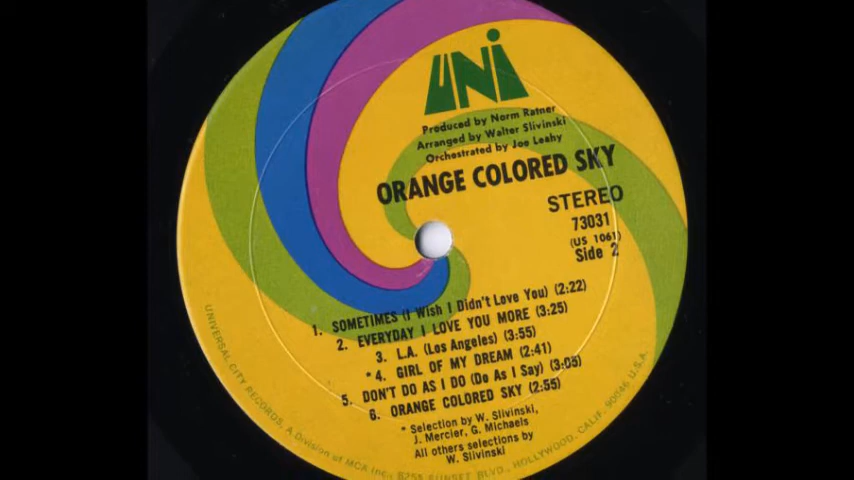 UNI
Produced by Norm Ratner
Arranged by Walter Slivinski
Orchestrated by Joe Leahy
ORANGE COLORED SKY
STEREO
73031
(US 1061)
Side 2
1. SOMETIMES (I Wish I Didn't Love You) (2:22)
2. EVERYDAY I LOVE YOU MORE (3:25)
3. L.A. (Los Angeles) (3:55)
* 4. GIRL OF MY DREAM (2:41)
5. DON'T DO AS I DO (Do As I Say) (3:05)
6. ORANGE COLORED SKY (2:55)
* Selection by W. Slivinski,
J. Mercier, G. Michaels
All others selections by
W. Slivinski
UNIVERSAL CITY RECORDS, A Division of MCA Inc., 8255 SUNSET BLVD., HOLLYWOOD, CALIF. 90046 U.S.A.